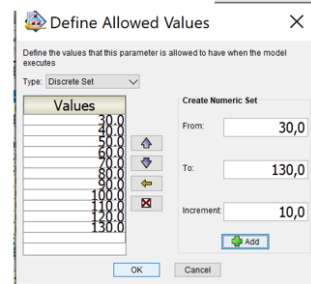 Define Allowed Values
Define the values that this parameter is allowed to have when the model
executes
Type: Discrete Set
Values
30.0
40.0
50.0
60.0
70.0
80.0
90.0
100.0
110.0
120.0
130.0
Create Numeric Set
From: 30,0
To: 130,0
Increment: 10,0
Add
OK Cancel